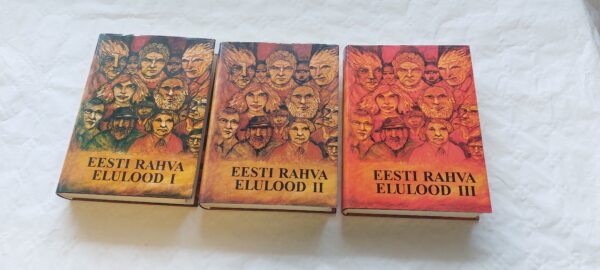 EESTI RAHVA
ELULOOD I
EESTI RAHVA
ELULOOD II
EESTI RAHVA
ELULOOD III